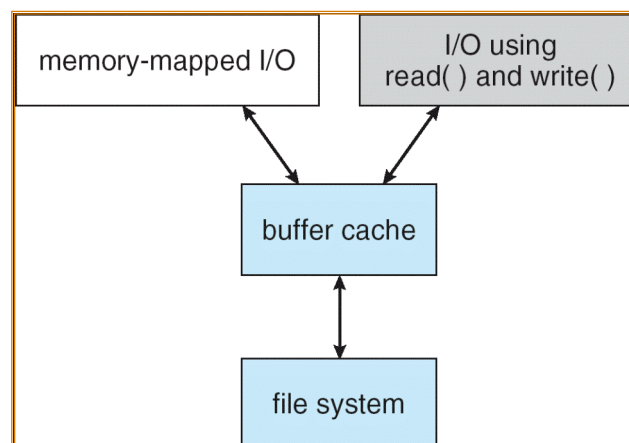 memory-mapped I/O
I/O using
read( ) and write( )
buffer cache
file system